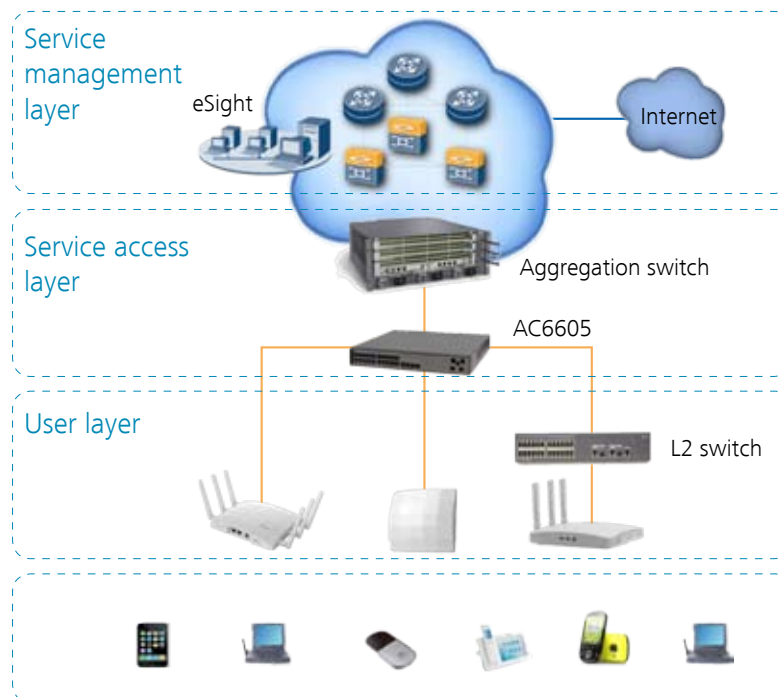 Service
management
layer
eSight
Internet
Service access
layer
Aggregation switch
AC6605
User layer
L2 switch